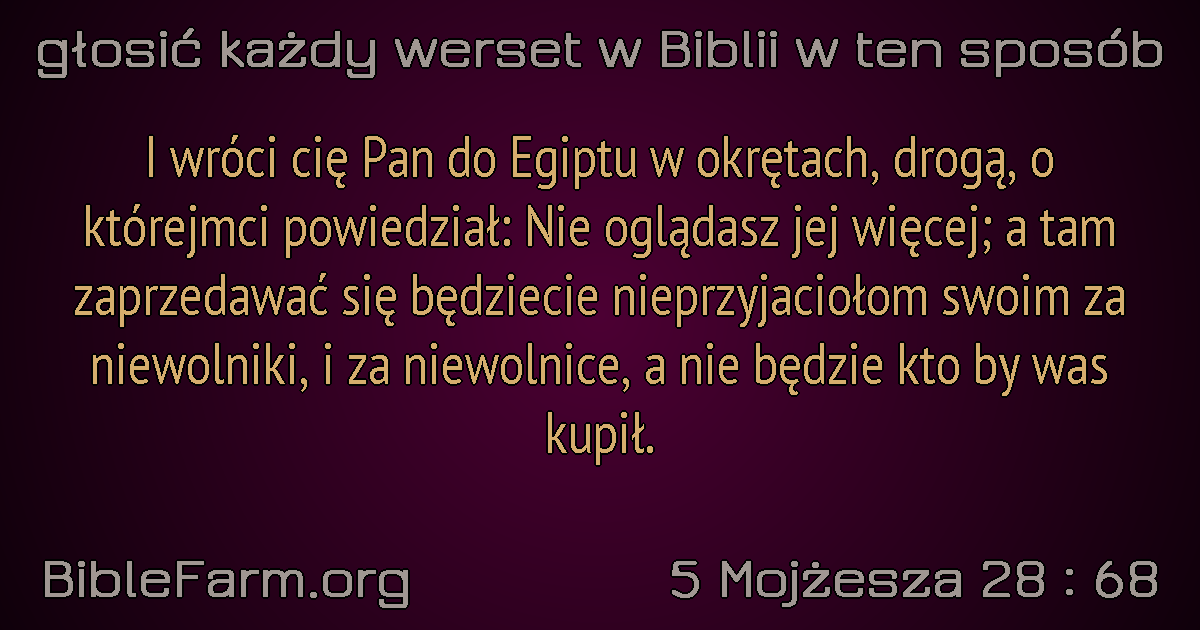 głosić każdy werset w Biblii w ten sposób
I wróci cię Pan do Egiptu w okrętach, drogą, o
którejmci powiedział: Nie oglądasz jej więcej; a tam
zaprzedawać się będziecie nieprzyjaciołom swoim za
niewolniki, i za niewolnice, a nie będzie kto by was
kupił.
BibleFarm.org
5 Mojżesza 28 : 68